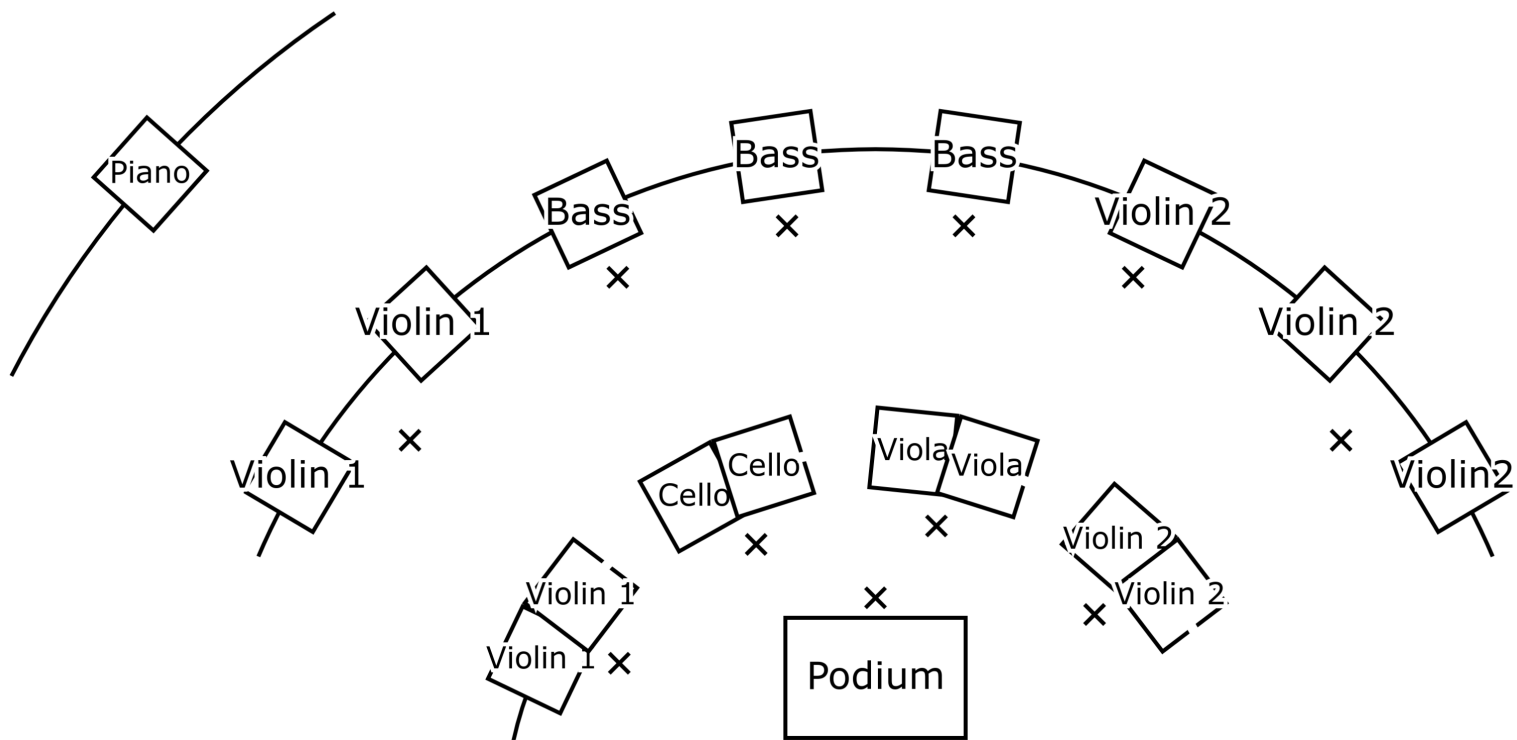 Piano
Bass
Bass
Bass
Violin 2
Violin 1
Violin 2
Violin 1
Violin2
Cello
Cello
Viola
Viola
Violin 2
Violin 2
Violin 1
Violin 1
Podium